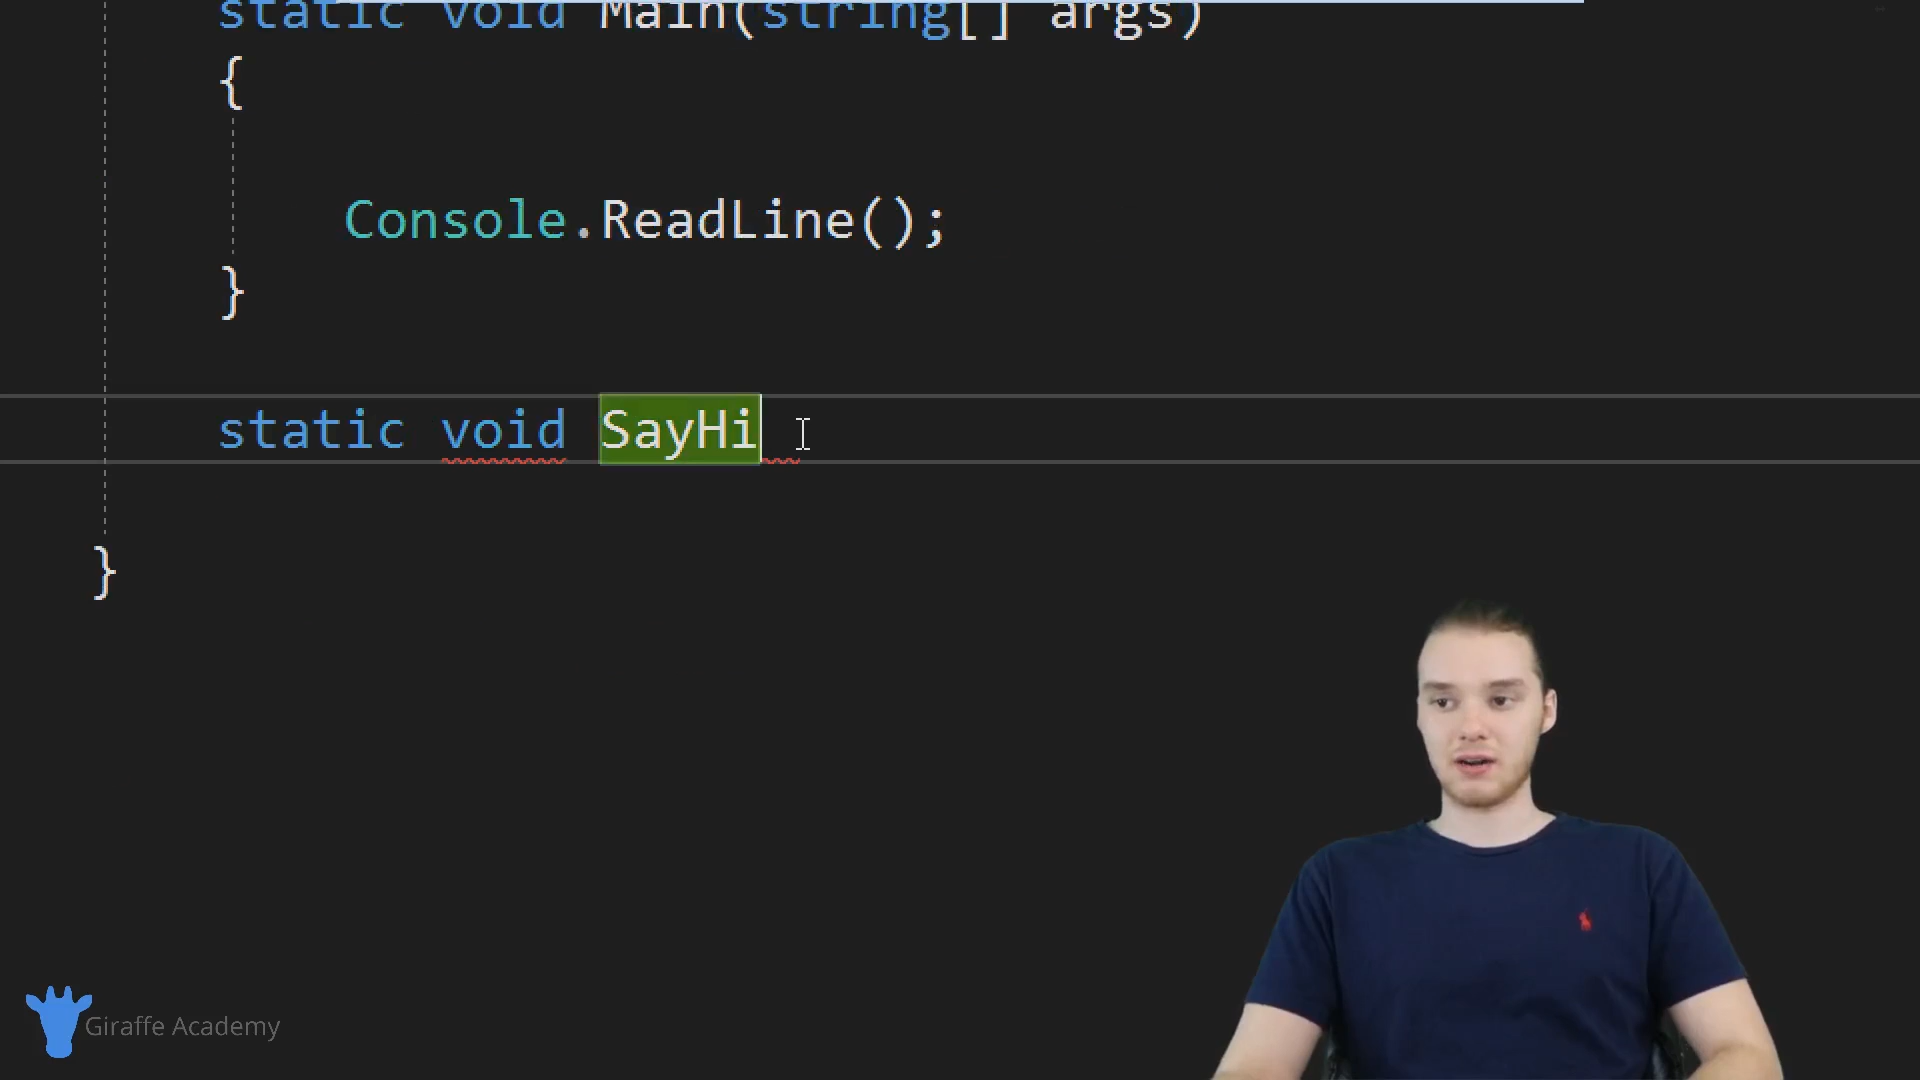 static void Main(string[] args)
{
Console.ReadLine();
}
static void SayHi
}
Giraffe Academy